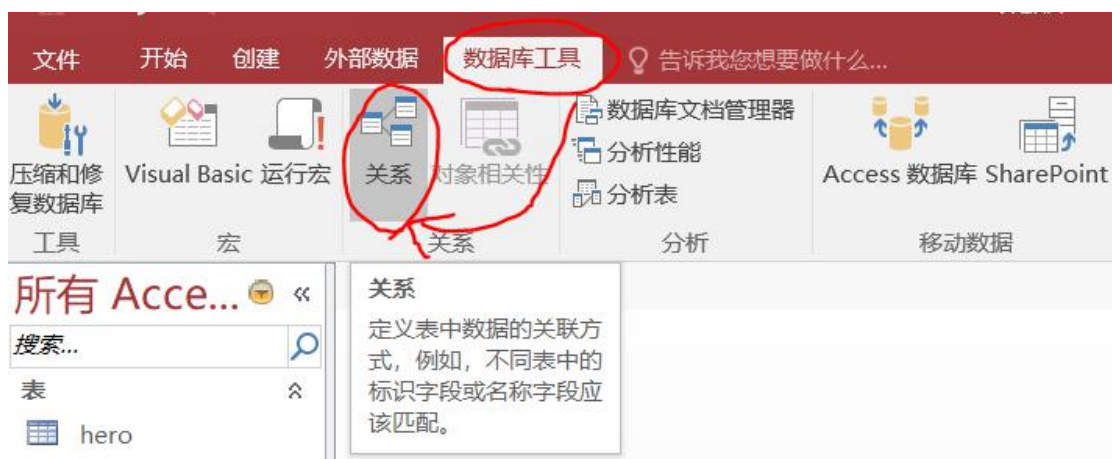 文件 开始 创建 外部数据 数据库工具 告诉我您想要做什么...
压缩和修复数据库
Visual Basic 运行宏
关系 对象相关性
数据库文档管理器
分析性能
分析表
Access 数据库 SharePoint
工具 宏 关系 分析 移动数据
所有 Acce...
搜索...
表
hero
关系
定义表中数据的关联方
式，例如，不同表中的
标识字段或名称字段应
该匹配。